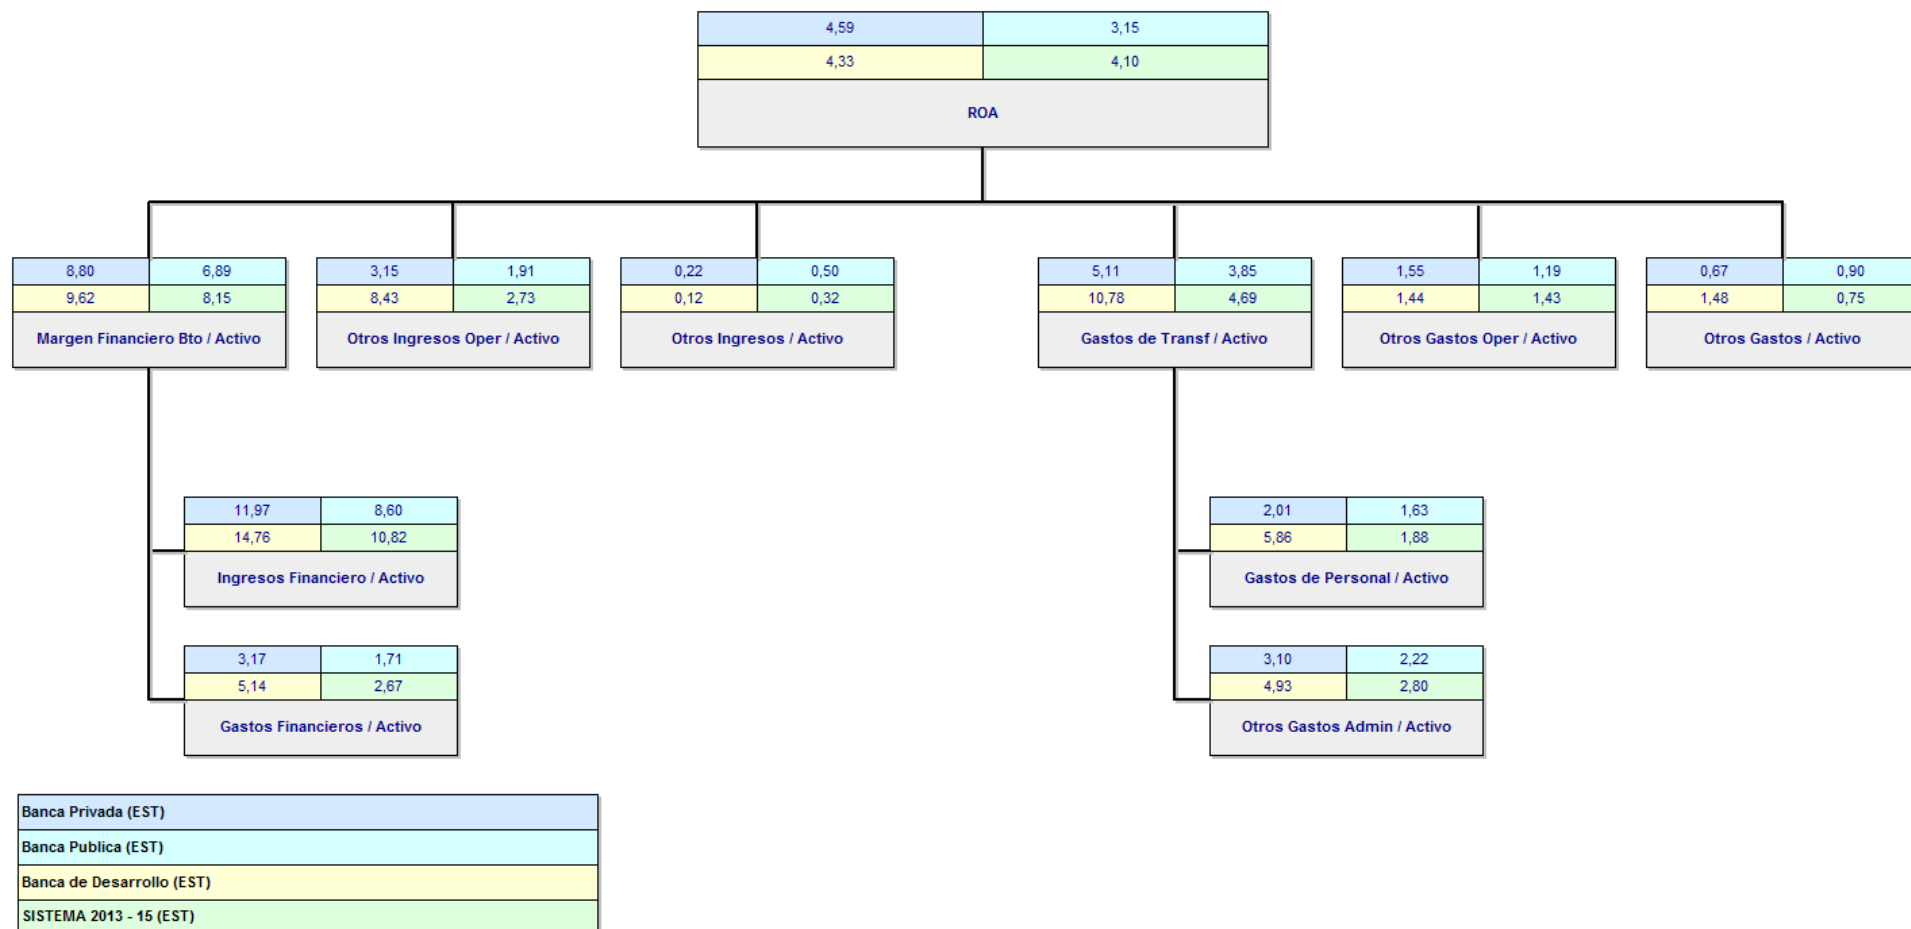 4,59 3,15
4,33 4,10
ROA
8,80 6,89
9,62 8,15
Margen Financiero Bto / Activo
3,15 1,91
8,43 2,73
Otros Ingresos Oper / Activo
0,22 0,50
0,12 0,32
Otros Ingresos / Activo
5,11 3,85
10,78 4,69
Gastos de Transf / Activo
1,55 1,19
1,44 1,43
Otros Gastos Oper / Activo
0,67 0,90
1,48 0,75
Otros Gastos / Activo
11,97 8,60
14,76 10,82
Ingresos Financiero / Activo
3,17 1,71
5,14 2,67
Gastos Financieros / Activo
2,01 1,63
5,86 1,88
Gastos de Personal / Activo
3,10 2,22
4,93 2,80
Otros Gastos Admin / Activo
Banca Privada (EST)
Banca Publica (EST)
Banca de Desarrollo (EST)
SISTEMA 2013 - 15 (EST)